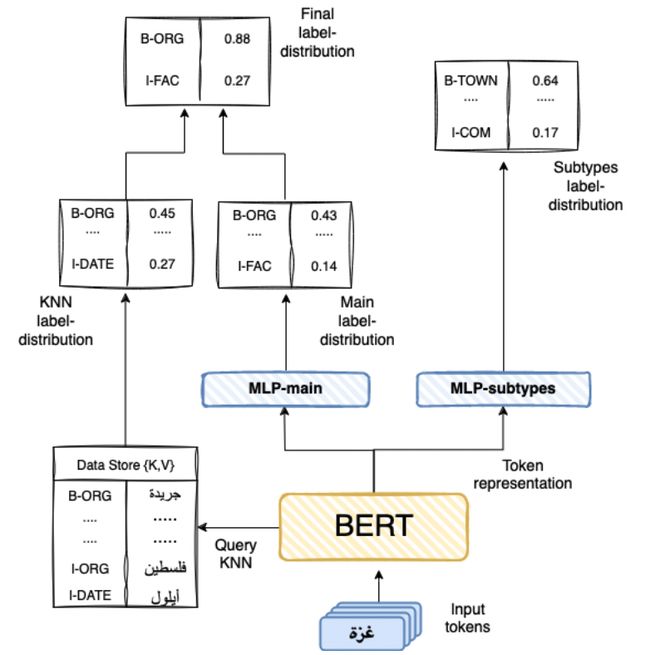 Final
label-
distribution
B-ORG 0.88
I-FAC 0.27
B-TOWN 0.64
.... .....
I-COM 0.17
Subtypes
label-
distribution
B-ORG 0.45
.... .....
I-DATE 0.27
KNN
label-
distribution
B-ORG 0.43
.... .....
I-FAC 0.14
Main
label-
distribution
MLP-main
MLP-subtypes
Data Store {K,V}
B-ORG جريدة
.... .....
.... .....
I-ORG فلسطين
I-DATE أيلول
Token
representation
BERT
Query
KNN
غزة
Input
tokens